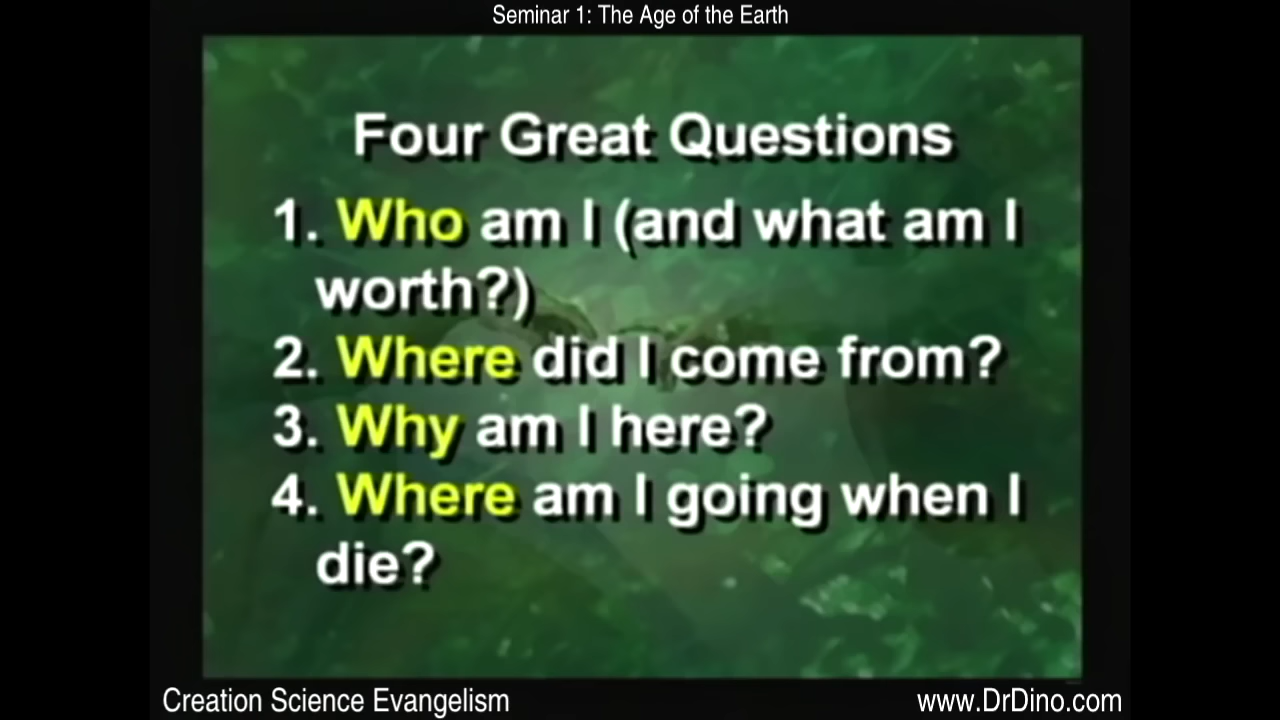 Seminar 1: The Age of the Earth
Four Great Questions
1. Who am I (and what am I
worth?)
2. Where did I come from?
3. Why am I here?
4. Where am I going when I
die?
Creation Science Evangelism
www.DrDino.com